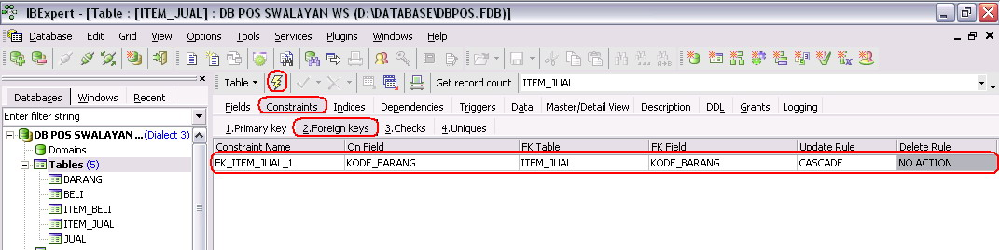 IBExpert - [Table : [ITEM_JUAL] : DB POS SWALAYAN WS (D:\DATABASE\DBPOS.FDB)]
Database Edit Grid View Options Tools Services Plugins Windows Help
Table Get record count ITEM_JUAL
Databases Windows Recent
Fields Constraints Indices Dependencies Triggers Data Master/Detail View Description DDL Grants Logging
Enter filter string
1.Primary key 2.Foreign keys 3.Checks 4.Uniques
DB POS SWALAYAN ...(Dialect 3)
Constraint Name On Field FK Table FK Field Update Rule Delete Rule
Domains
FK_ITEM_JUAL_1 KODE_BARANG ITEM_JUAL KODE_BARANG CASCADE NO ACTION
Tables (5)
BARANG
BELI
ITEM_BELI
ITEM_JUAL
JUAL